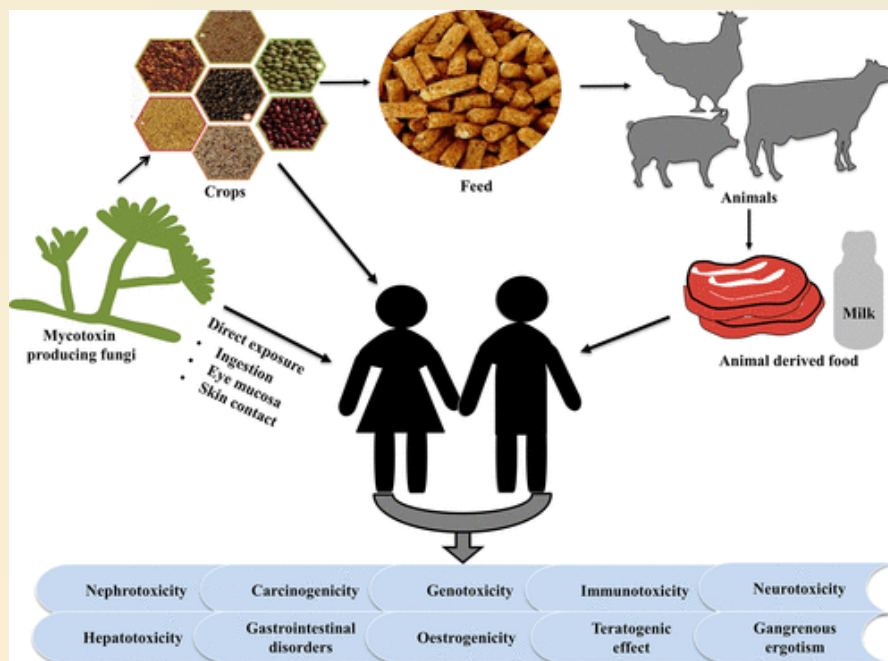 Crops
Feed
Animals
Mycotoxin
producing fungi
Direct exposure
• Ingestion
• Eye mucosa
• Skin contact
Milk
Animal derived food
Nephrotoxicity
Carcinogenicity
Genotoxicity
Immunotoxicity
Neurotoxicity
Hepatotoxicity
Gastrointestinal
disorders
Oestrogenicity
Teratogenic
effect
Gangrenous
ergotism